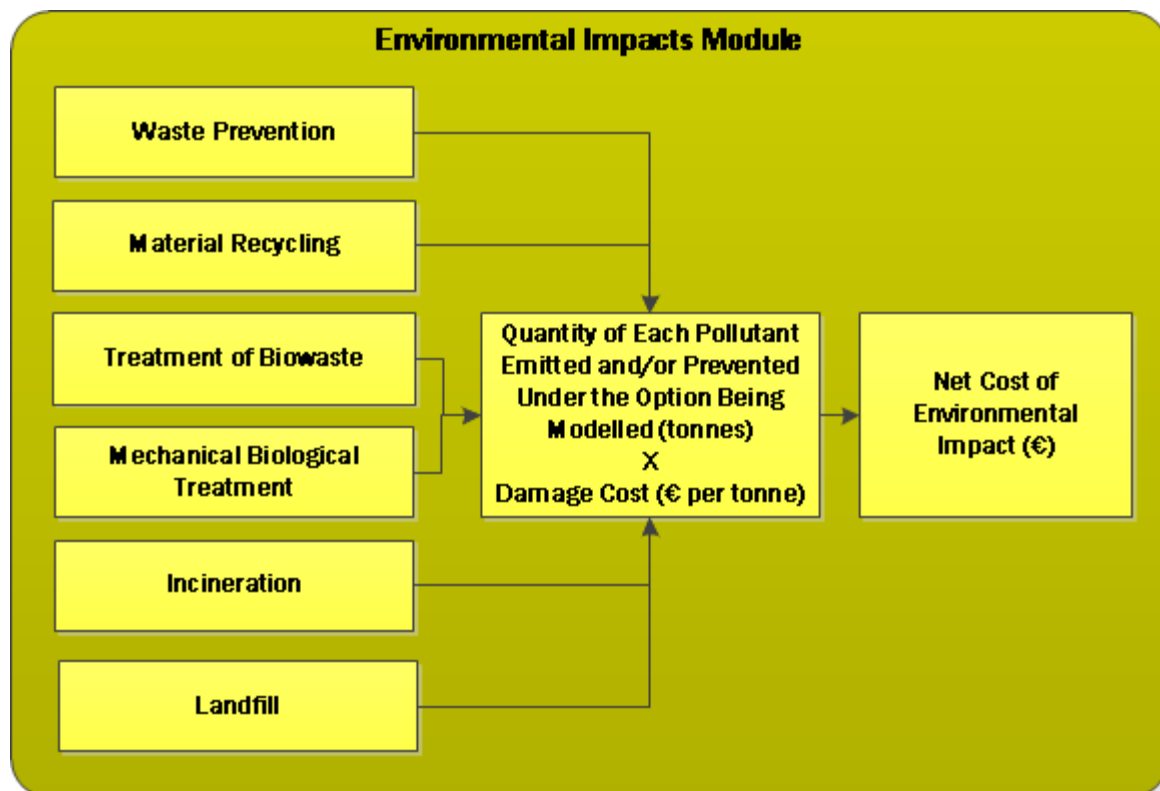 Environmental Impacts Module
Waste Prevention
Material Recycling
Treatment of Biowaste
Mechanical Biological
Treatment
Incineration
Landfill
Quantity of Each Pollutant
Emitted and/or Prevented
Under the Option Being
Modelled (tonnes)
X
Damage Cost (€ per tonne)
Net Cost of
Environmental
Impact (€)